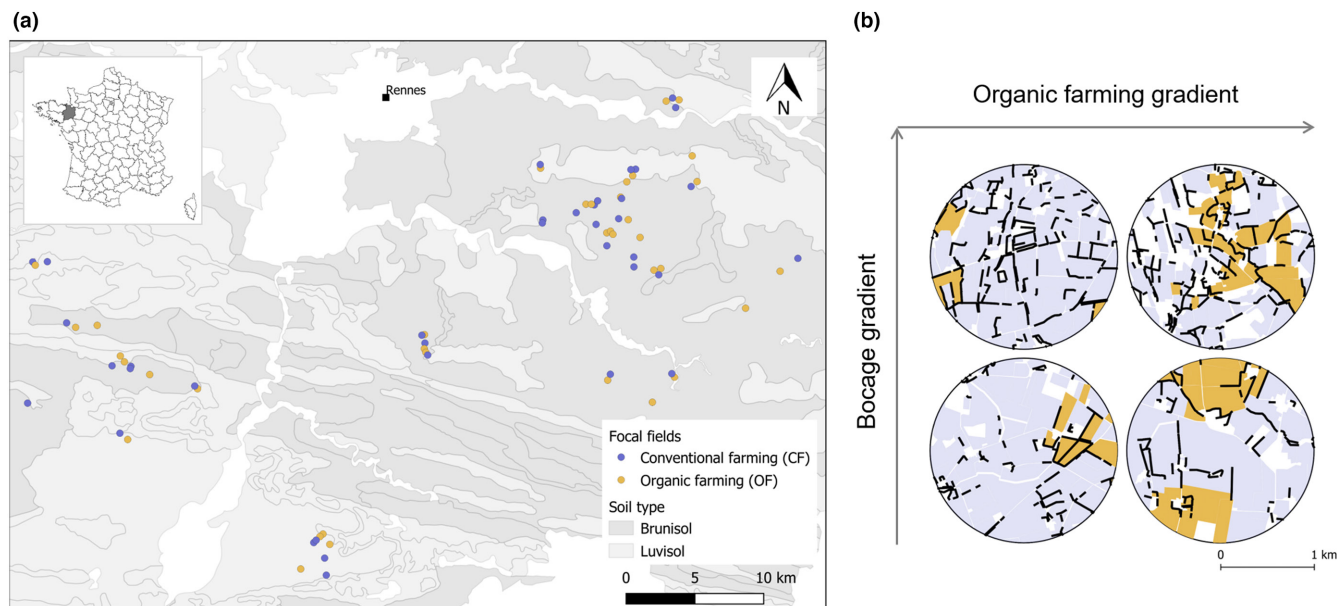 (a)
Rennes
N
Focal fields
Conventional farming (CF)
Organic farming (OF)
Soil type
Brunisol
Luvisol
0 5 10 km
(b)
Organic farming gradient
Bocage gradient
0 1 km